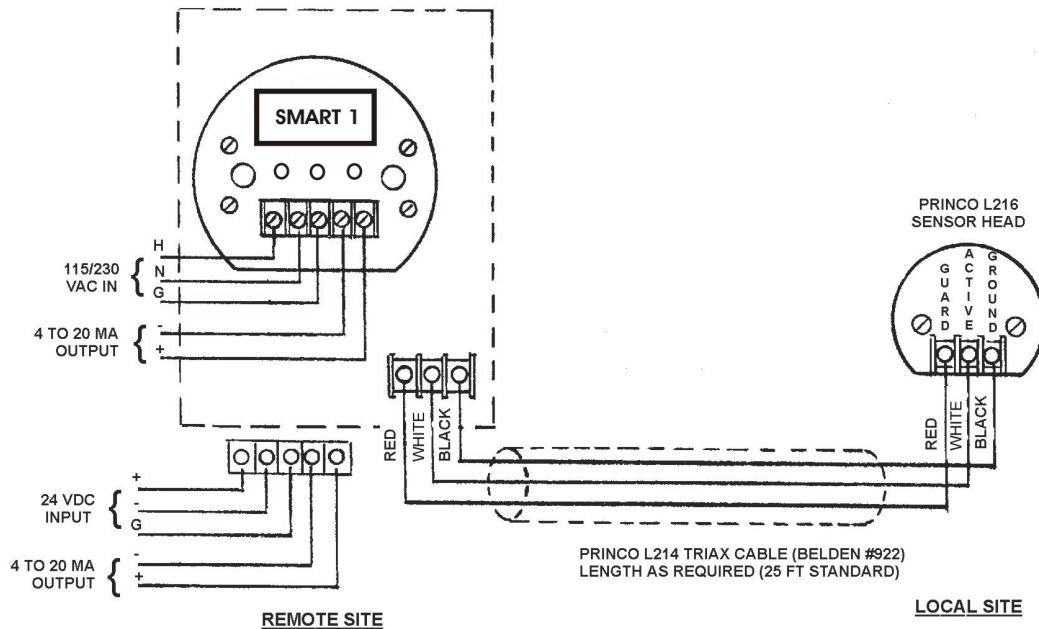 SMART 1
H
115/230
VAC IN
N
G
4 TO 20 MA
OUTPUT
-
+
RED
WHITE
BLACK
+
24 VDC
INPUT
-
G
4 TO 20 MA
OUTPUT
-
+
REMOTE SITE
PRINCO L216
SENSOR HEAD
GUARD
ACTIVE
GROUND
RED
WHITE
BLACK
PRINCO L214 TRIAX CABLE (BELDEN #922)
LENGTH AS REQUIRED (25 FT STANDARD)
LOCAL SITE